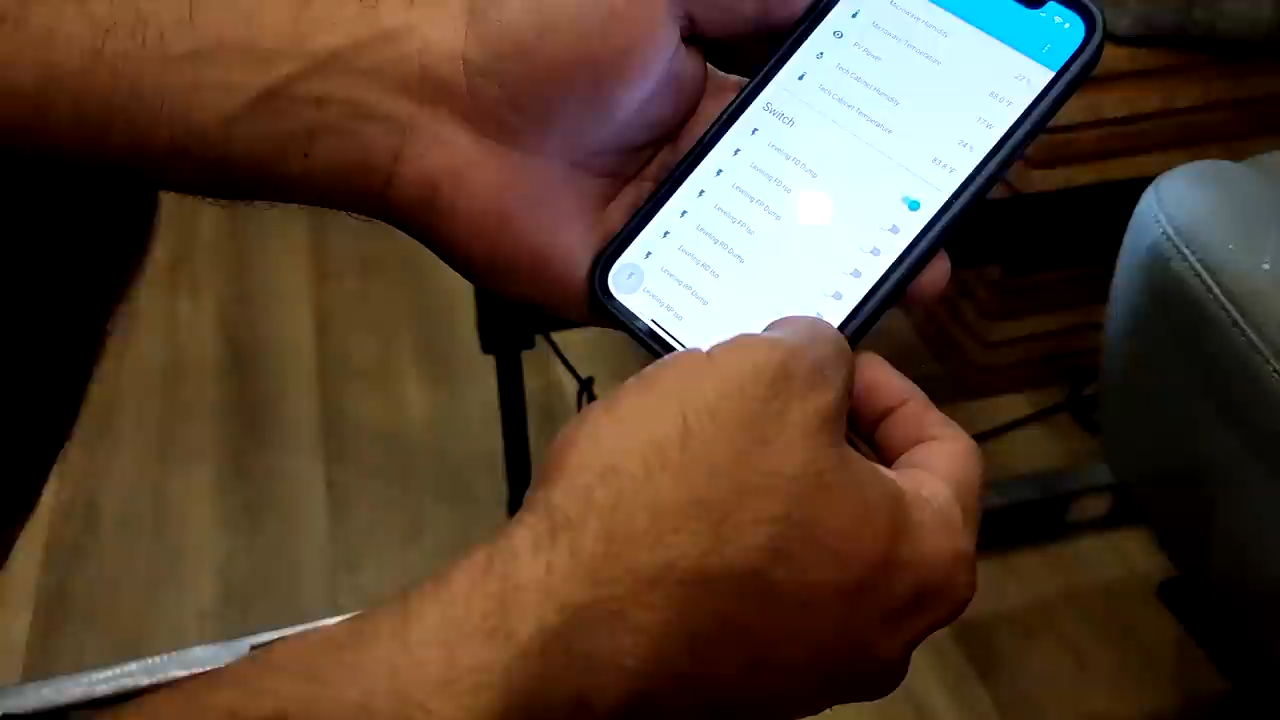 Microwave Humidity 27%
Microwave Temperature 88.0 °F
PV Power 17 W
Tech Cabinet Humidity 24 %
Tech Cabinet Temperature 83.8 °F
Switch
Leveling FD Dump
Leveling FD Iso
Leveling FP Dump
Leveling FP Iso
Leveling RD Dump
Leveling RD Iso
Leveling RP Dump
Leveling RP Iso